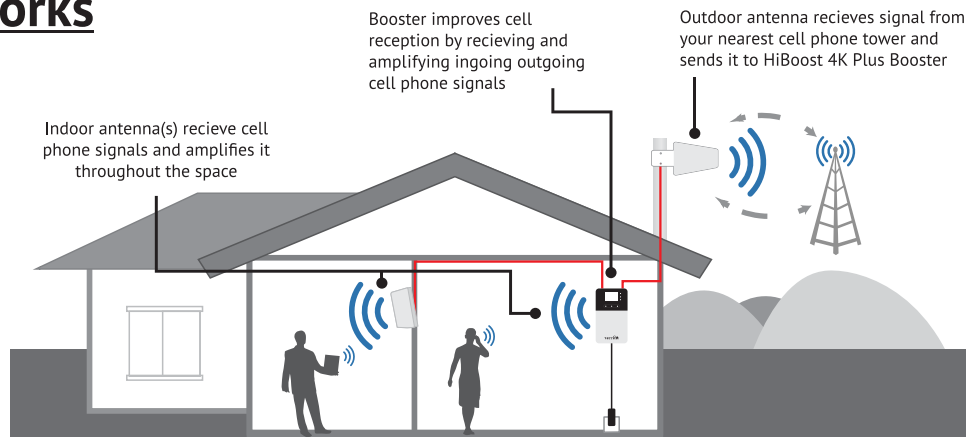 orks
Booster improves cell
reception by recieving and
amplifying ingoing outgoing
cell phone signals
Outdoor antenna recieves signal from
your nearest cell phone tower and
sends it to HiBoost 4K Plus Booster
Indoor antenna(s) recieve cell
phone signals and amplifies it
throughout the space